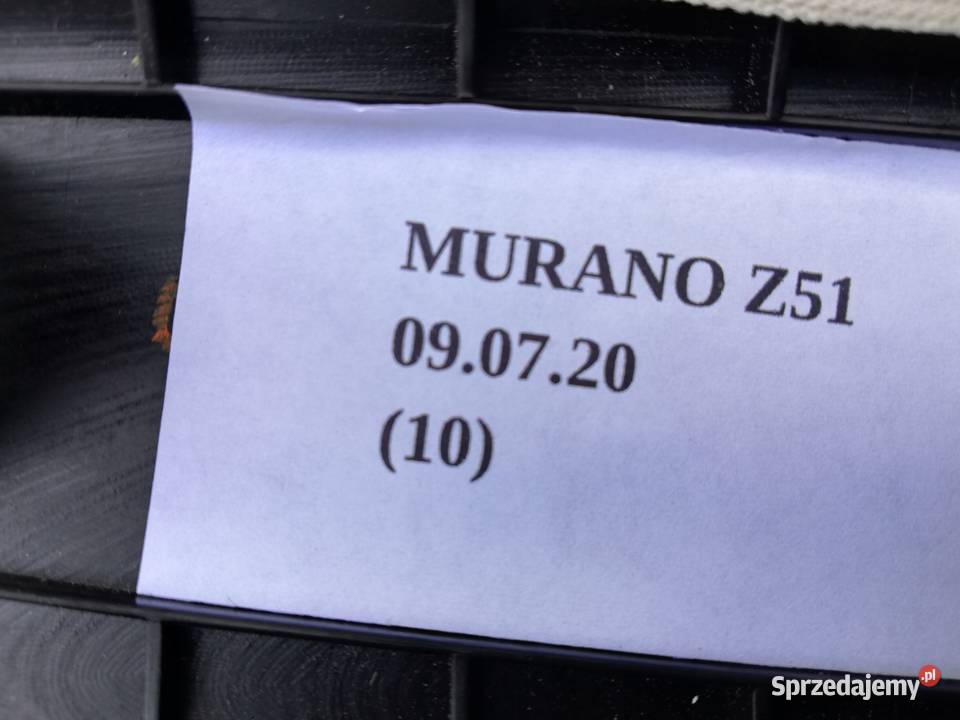 MURANO Z51
09.07.20
(10)
Sprzedajemy.pl